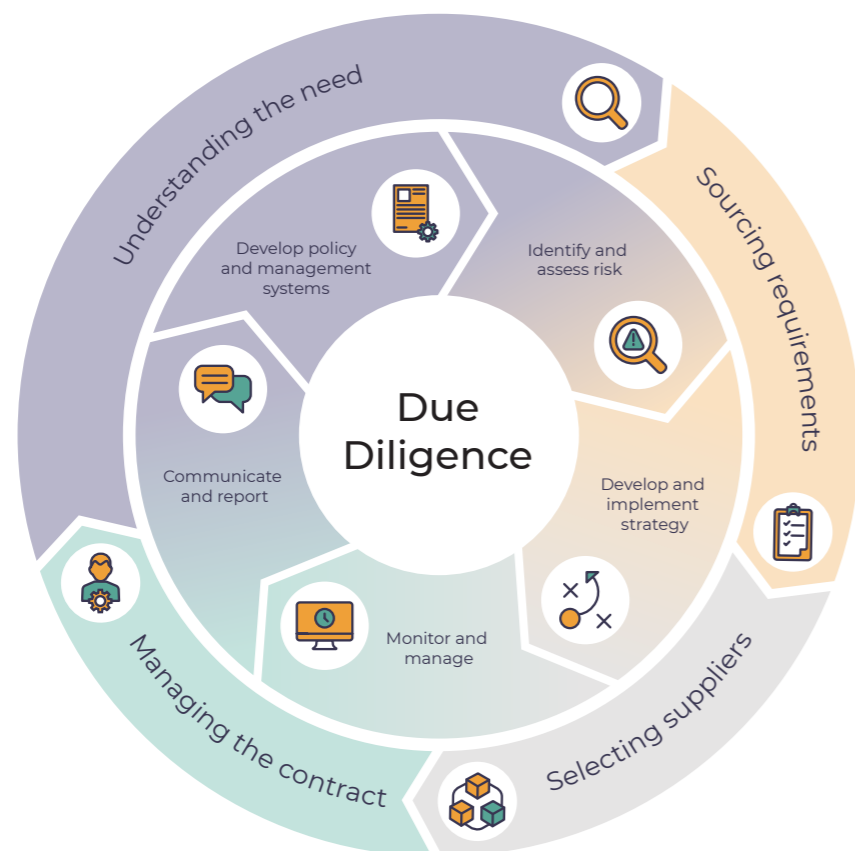 Understanding the need
Sourcing requirements
Selecting suppliers
Managing the contract
Develop policy
and management
systems
Identify and
assess risk
Develop and
implement
strategy
Monitor and
manage
Communicate
and report
Due
Diligence